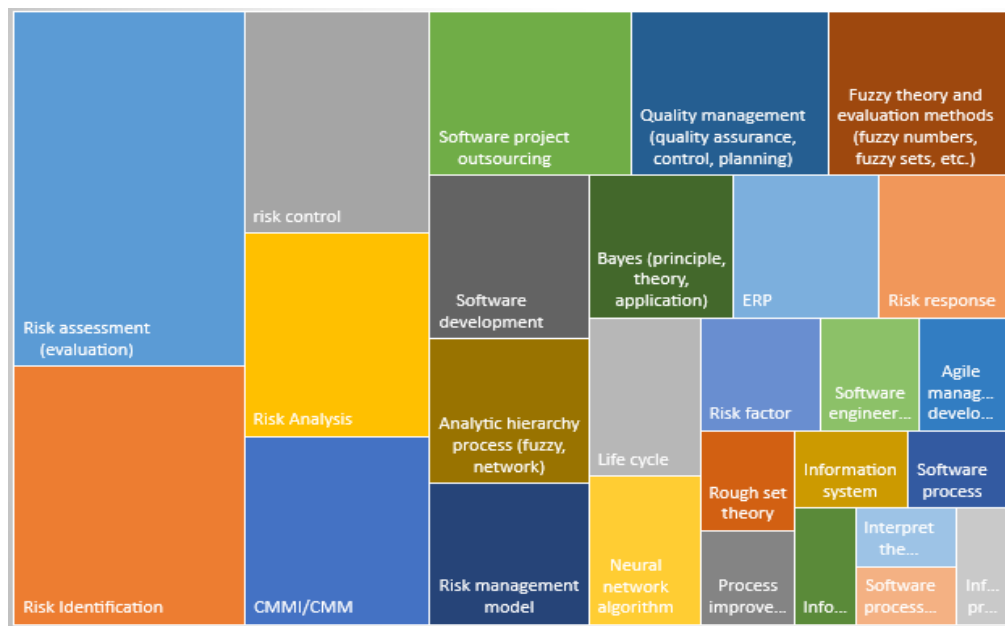 Risk assessment
(evaluation)
Risk Identification
risk control
Risk Analysis
CMMI/CMM
Software project
outsourcing
Quality management
(quality assurance,
control, planning)
Fuzzy theory and
evaluation methods
(fuzzy numbers,
fuzzy sets, etc.)
Software
development
Analytic hierarchy
process (fuzzy,
network)
Risk management
model
Bayes (principle,
theory,
application)
ERP
Risk response
Life cycle
Neural
network
algorithm
Risk factor
Software
engineer...
Agile
manag...
develo...
Rough set
theory
Process
improve...
Information
system
Software
process
Info...
Interpret
the...
Software
process...
Inf...
pr...